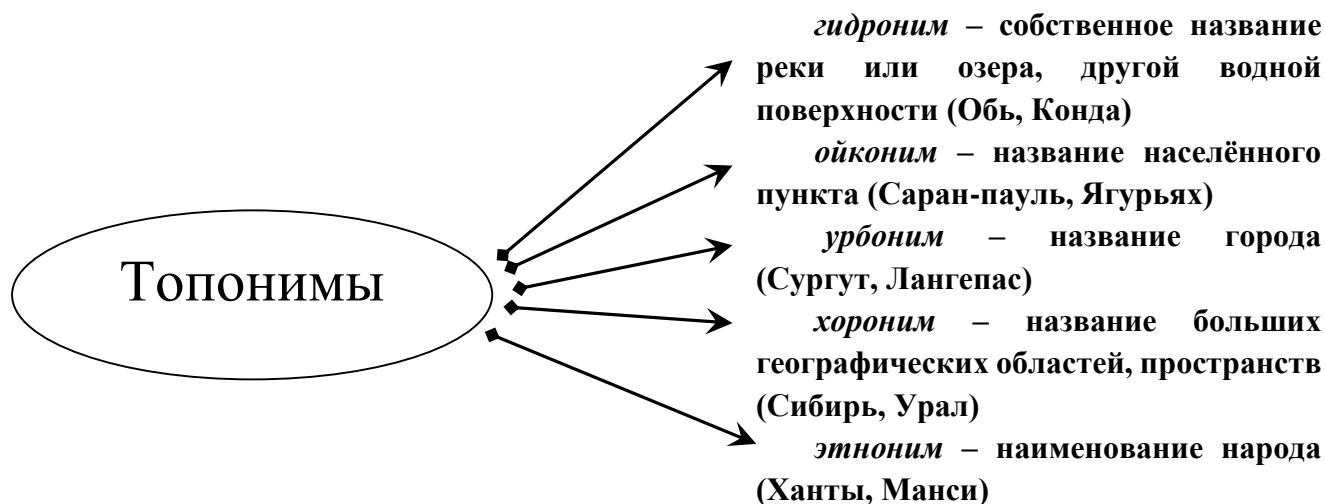 Топонимы
гидроним – собственное название
реки или озера, другой водной
поверхности (Обь, Конда)
ойконим – название населённого
пункта (Саран-пауль, Ягурьях)
урбоним – название города
(Сургут, Лангепас)
хороним – название больших
географических областей, пространств
(Сибирь, Урал)
этноним – наименование народа
(Ханты, Манси)